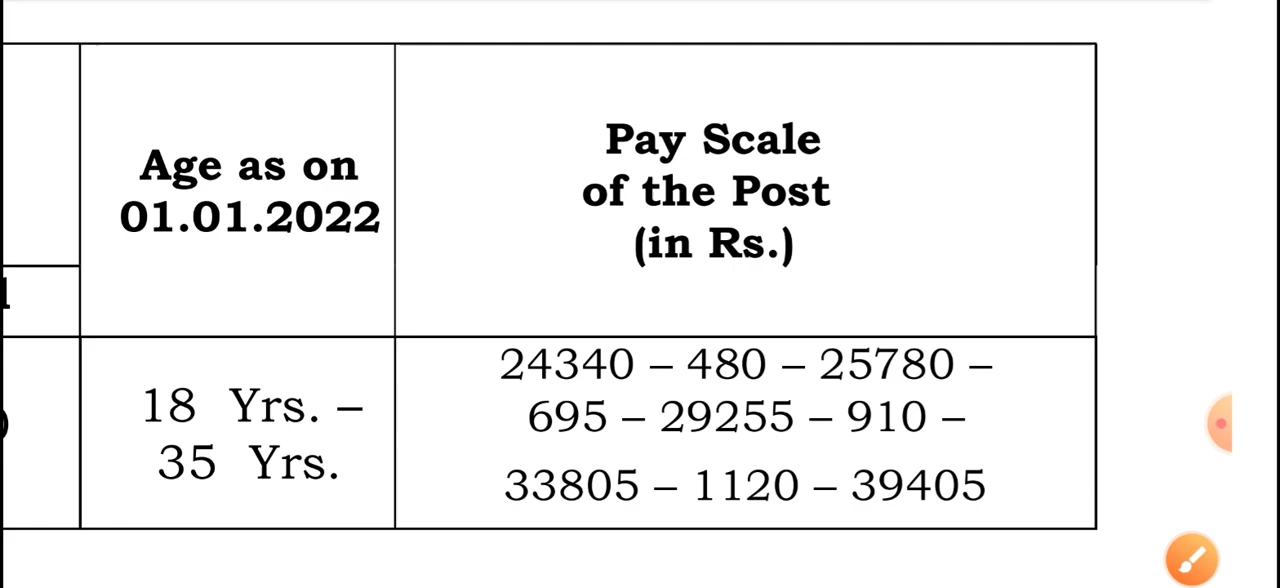 Age as on
01.01.2022
Pay Scale
of the Post
(in Rs.)
18 Yrs. –
35 Yrs.
24340 – 480 – 25780 –
695 – 29255 – 910 –
33805 – 1120 – 39405